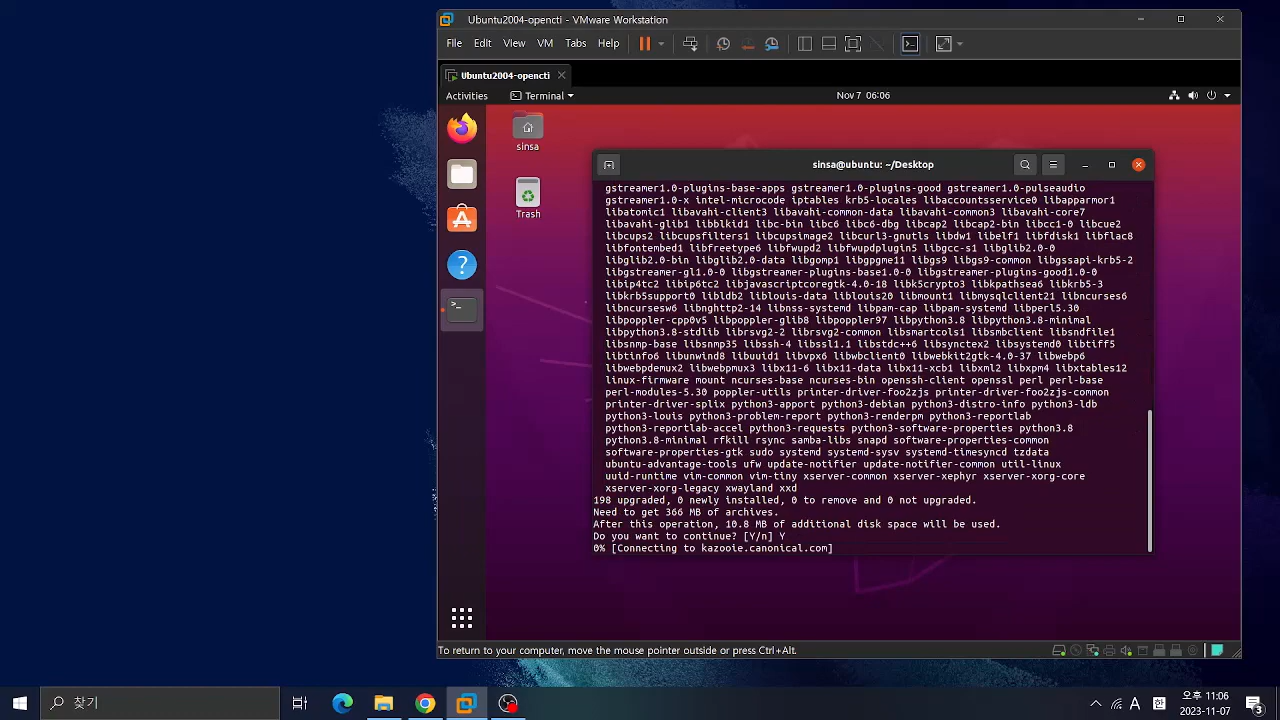 Ubuntu2004-opencti - VMware Workstation
File Edit View VM Tabs Help
Ubuntu2004-opencti
Activities Terminal Nov 7 06:06
sinsa
Trash
sinsa@ubuntu: ~/Desktop
gstreamer1.0-plugins-base-apps gstreamer1.0-plugins-good gstreamer1.0-pulseaudio
gstreamer1.0-x intel-microcode iptables krb5-locales libaccountsservice0 libapparmor1
libatomic1 libavahi-client3 libavahi-common-data libavahi-common3 libavahi-core7
libavahi-glib1 libblkid1 libc-bin libc6 libc6-dbg libcap2 libcap2-bin libcc1-0 libcue2
libcups2 libcupsfilters1 libcupsimage2 libcurl3-gnutls libdw1 libelf1 libfdisk1 libflac8
libfontembed1 libfreetype6 libfwupd2 libfwupdplugin5 libgcc-s1 libglib2.0-0
libglib2.0-bin libglib2.0-data libgomp1 libgpgme11 libgs9 libgs9-common libgssapi-krb5-2
libgstreamer-gl1.0-0 libgstreamer-plugins-base1.0-0 libgstreamer-plugins-good1.0-0
libip4tc2 libip6tc2 libjavascriptcoregtk-4.0-18 libk5crypto3 libkpathsea6 libkrb5-3
libkrb5support0 libldb2 liblouis-data liblouis20 libmount1 libmysqlclient21 libncurses6
libncursesw6 libnghttp2-14 libnss-systemd libpam-cap libpam-systemd libperl5.30
libpoppler-cpp0v5 libpoppler-glib8 libpoppler97 libpython3.8 libpython3.8-minimal
libpython3.8-stdlib librsvg2-2 librsvg2-common libsmartcols1 libsmbclient libsndfile1
libsnmp-base libsnmp35 libssh-4 libssl1.1 libstdc++6 libsynctex2 libsystemd0 libtiff5
libtinfo6 libunwind8 libuuid1 libvpx6 libwbclient0 libwebkit2gtk-4.0-37 libwebp6
libwebpdemux2 libwebpmux3 libx11-6 libx11-data libx11-xcb1 libxml2 libxpm4 libxtables12
linux-firmware mount ncurses-base ncurses-bin openssh-client openssl perl perl-base
perl-modules-5.30 poppler-utils printer-driver-foo2zjs printer-driver-foo2zjs-common
printer-driver-splix python3-apport python3-debian python3-distro-info python3-ldb
python3-louis python3-problem-report python3-renderpm python3-reportlab
python3-reportlab-accel python3-requests python3-software-properties python3.8
python3.8-minimal rfkill rsync samba-libs snapd software-properties-common
software-properties-gtk sudo systemd systemd-sysv systemd-timesyncd tzdata
ubuntu-advantage-tools ufw update-notifier update-notifier-common util-linux
uuid-runtime vim-common vim-tiny xserver-common xserver-xephyr xserver-xorg-core
xserver-xorg-legacy xwayland xxd
198 upgraded, 0 newly installed, 0 to remove and 0 not upgraded.
Need to get 366 MB of archives.
After this operation, 10.8 MB of additional disk space will be used.
Do you want to continue? [Y/n] Y
0% [Connecting to kazooie.canonical.com]
To return to your computer, move the mouse pointer outside or press Ctrl+Alt.
찾기
A 한 오후 11:06
2023-11-07
3